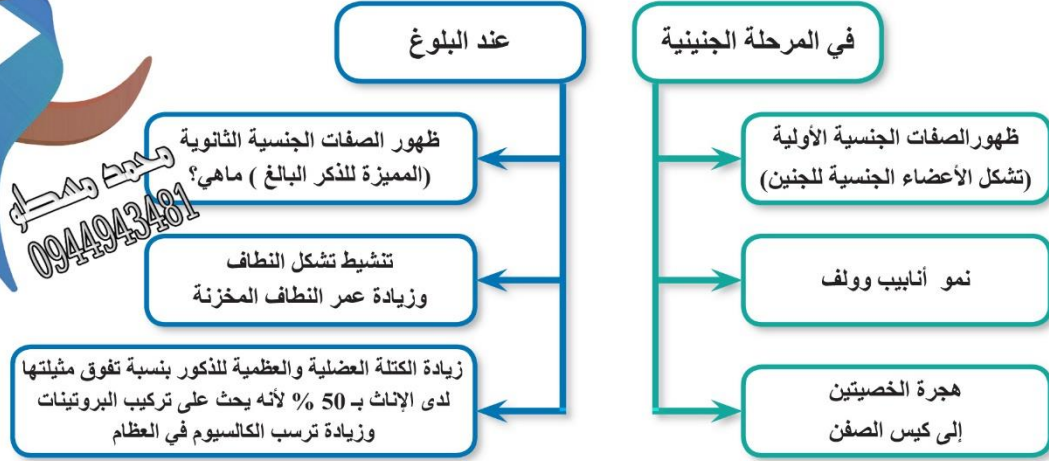 في المرحلة الجنينية
ظهورالصفات الجنسية الأولية
(تشكل الأعضاء الجنسية للجنين)
نمو أنابيب وولف
هجرة الخصيتين
إلى كيس الصفن
عند البلوغ
ظهور الصفات الجنسية الثانوية
(المميزة للذكر البالغ ) ماهي؟
تنشيط تشكل النطاف
وزيادة عمر النطاف المخزنة
زيادة الكتلة العضلية والعظمية للذكور بنسبة تفوق مثيلتها
لدى الإناث بـ 50 % لأنه يحث على تركيب البروتينات
وزيادة ترسب الكالسيوم في العظام
محمد مسطو
0944943481